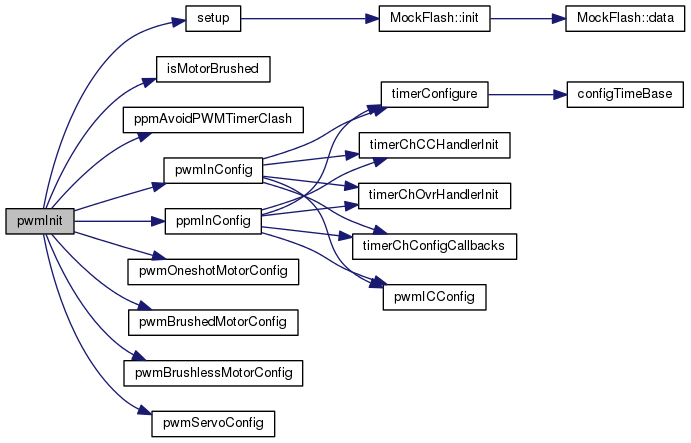 pwmInit
setup
isMotorBrushed
ppmAvoidPWMTimerClash
pwmInConfig
ppmInConfig
pwmOneshotMotorConfig
pwmBrushedMotorConfig
pwmBrushlessMotorConfig
pwmServoConfig
MockFlash::init
timerConfigure
timerChCCHandlerInit
timerChOvrHandlerInit
timerChConfigCallbacks
pwmICConfig
MockFlash::data
configTimeBase